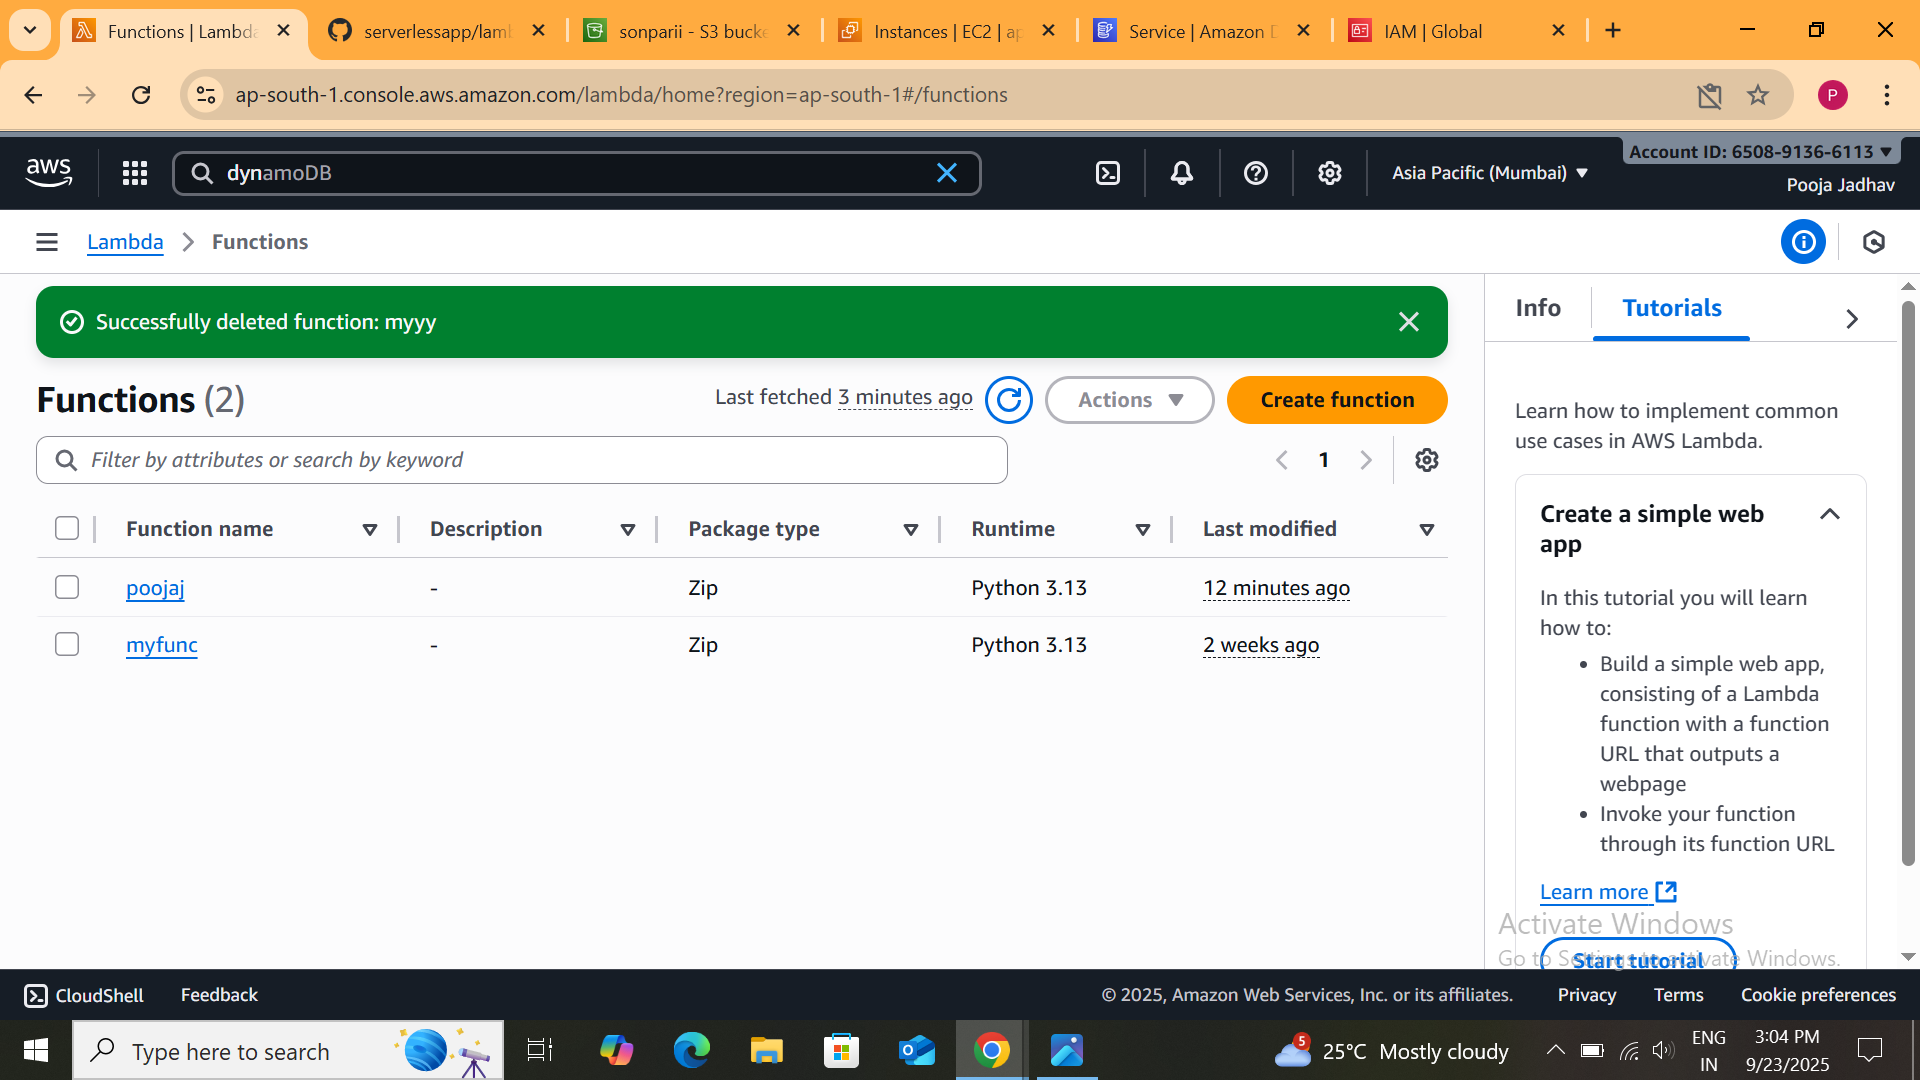 Functions | Lambda
serverlessapp/lamb
sonparii - S3 bucke
Instances | EC2 | ap
Service | Amazon D
IAM | Global
ap-south-1.console.aws.amazon.com/lambda/home?region=ap-south-1#/functions
P
aws
dynamoDB
Asia Pacific (Mumbai)
Account ID: 6508-9136-6113
Pooja Jadhav
Lambda
Functions
Successfully deleted function: myyy
Functions (2)
Last fetched 3 minutes ago
Actions
Create function
Filter by attributes or search by keyword
1
Function name
Description
Package type
Runtime
Last modified
poojaj
-
Zip
Python 3.13
12 minutes ago
myfunc
-
Zip
Python 3.13
2 weeks ago
Info
Tutorials
Learn how to implement common
use cases in AWS Lambda.
Create a simple web
app
In this tutorial you will learn
how to:
• Build a simple web app,
consisting of a Lambda
function with a function
URL that outputs a
webpage
• Invoke your function
through its function URL
Learn more
Start tutorial
Activate Windows
Go to Settings to activate Windows.
CloudShell
Feedback
© 2025, Amazon Web Services, Inc. or its affiliates.
Privacy
Terms
Cookie preferences
Type here to search
5
25°C Mostly cloudy
ENG
IN
3:04 PM
9/23/2025